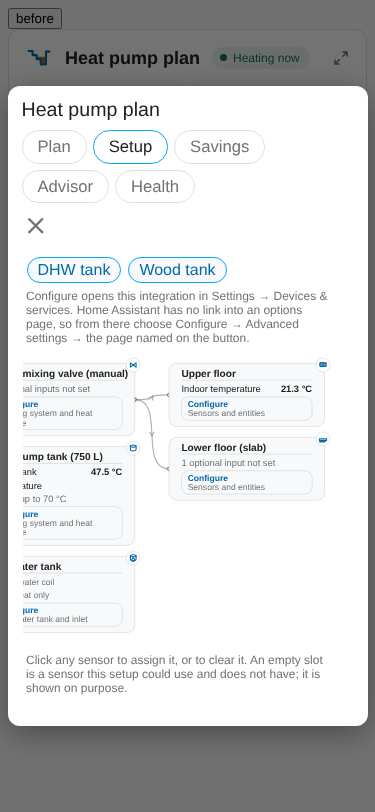 before
Heat pump plan
Heating now
Heat pump plan
Plan
Setup
Savings
Advisor
Health
DHW tank
Wood tank
Configure opens this integration in Settings → Devices &
services. Home Assistant has no link into an options
page, so from there choose Configure → Advanced
settings → the page named on the button.
mixing valve (manual)
nal inputs not set
gure
g system and heat
e
ump tank (750 L)
ank 47.5 °C
ature
up to 70 °C
gure
g system and heat
e
ater tank
water coil
eat only
gure
ater tank and inlet
Upper floor
Indoor temperature 21.3 °C
Configure
Sensors and entities
Lower floor (slab)
1 optional input not set
Configure
Sensors and entities
Click any sensor to assign it, or to clear it. An empty slot
is a sensor this setup could use and does not have; it is
shown on purpose.